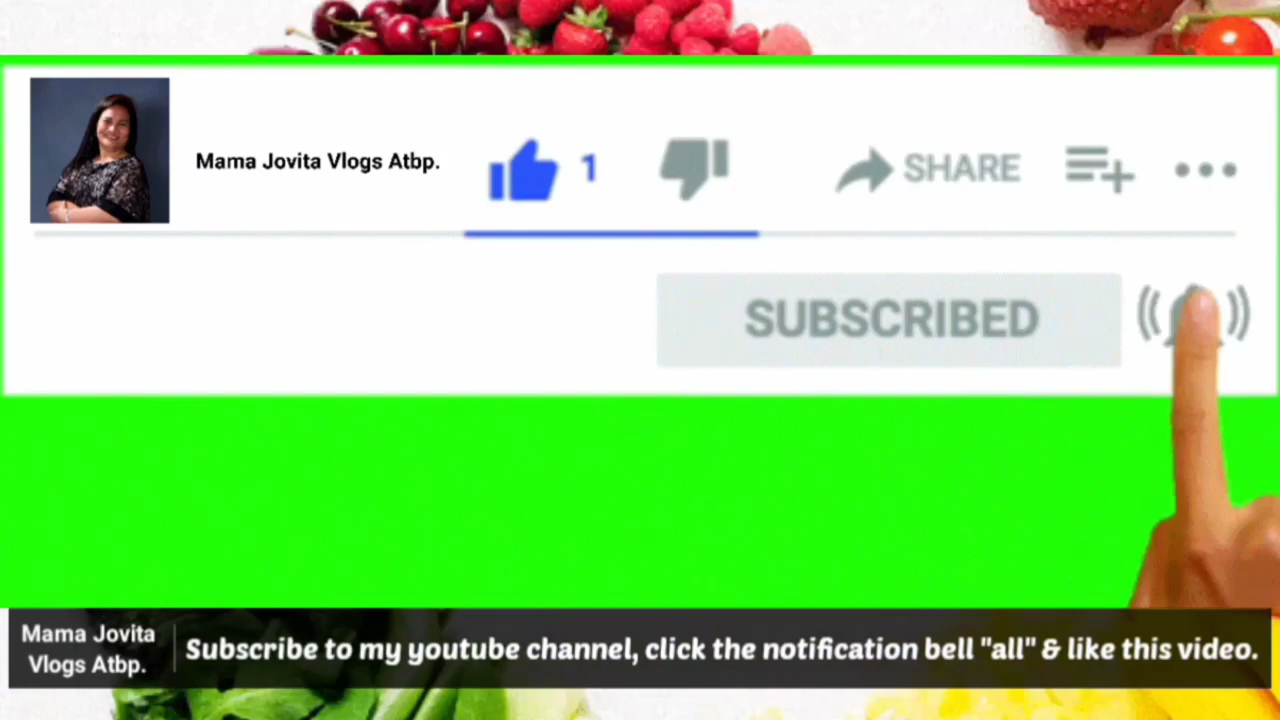 Mama Jovita Vlogs Atbp.
1
SHARE
SUBSCRIBED
Mama Jovita
Vlogs Atbp.
Subscribe to my youtube channel, click the notification bell "all" & like this video.